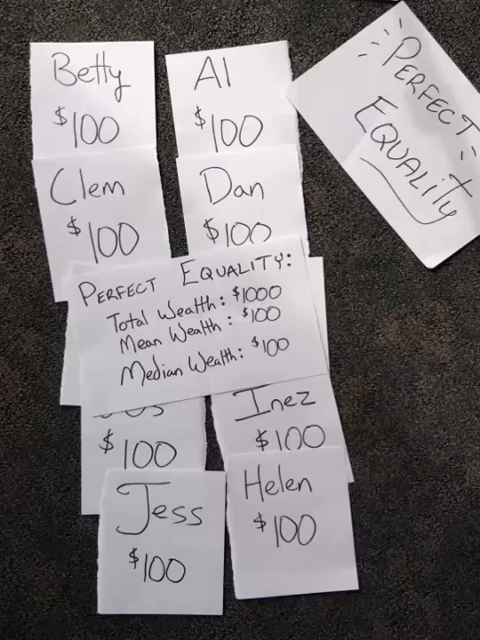 Betty
$100
Al
$100
PERFECT
EQUALITY
Clem
$100
Dan
$100
PERFECT EQUALITY:
Total Wealth: $1000
Mean Wealth: $100
Median Wealth: $100
$100
Inez
$100
Jess
$100
Helen
$100